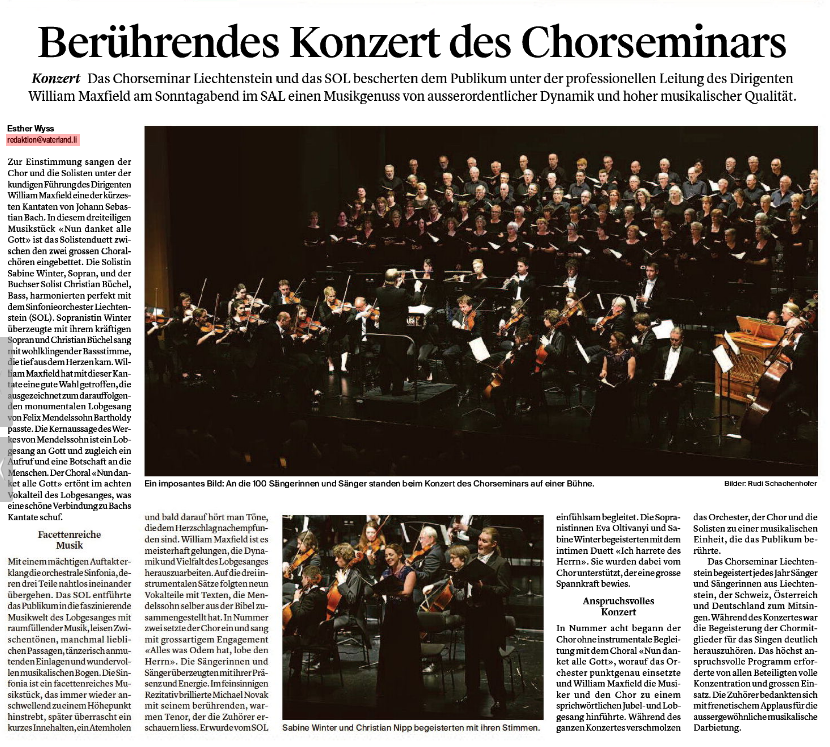 Berührendes Konzert des Chorseminars
Konzert Das Chorseminar Liechtenstein und das SOL bescherten dem Publikum unter der professionellen Leitung des Dirigenten
William Maxfield am Sonntagabend im SAL einen Musikgenuss von ausserordentlicher Dynamik und hoher musikalischer Qualität.
Esther Wyss
redaktion@vaterland.li
Zur Einstimmung sangen der
Chor und die Solisten unter der
kundigen Führung des Dirigenten
William Maxfield eine der kürzes-
ten Kantaten von Johann Sebas-
tian Bach. In diesem dreiteiligen
Musikstück «Nun danket alle
Gott» ist das Solistenduett zwi-
schen den zwei grossen Choral-
chören eingebettet. Die Solistin
Sabine Winter, Sopran, und der
Buchser Solist Christian Büchel,
Bass, harmonierten perfekt mit
dem Sinfonieorchester Liechten-
stein (SOL). Sopranistin Winter
überzeugte mit ihrem kräftigen
Sopran und Christian Büchel sang
mit wohlklingender Bassstimme,
die tief aus dem Herzen kam. Wil-
liam Maxfield hat mit dieser Kan-
tate eine gute Wahl getroffen, die
ausgezeichnet zum darauffolgen-
den monumentalen Lobgesang
von Felix Mendelssohn Bartholdy
passte. Die Kernaussage des Wer-
kes von Mendelssohn ist ein Lob-
gesang an Gott und zugleich ein
Aufruf und eine Botschaft an die
Menschen. Der Choral «Nun dan-
ket alle Gott» ertönt im achten
Vokalteil des Lobgesanges, was
eine schöne Verbindung zu Bachs
Kantate schuf.
Facettenreiche
Musik
Mit einem mächtigen Auftakt er-
klang die orchestrale Sinfonia, de-
ren drei Teile nahtlos ineinander
übergehen. Das SOL entführte
das Publikum in die faszinierende
Musikwelt des Lobgesanges mit
raumfüllender Musik, leisen Zwi-
schentönen, manchmal liebli-
chen Passagen, tänzerisch anmu-
tenden Einlagen und wundervol-
len musikalischen Bogen. Die Sin-
fonia ist ein facettenreiches Mu-
sikstück, das immer wieder an-
schwellend zu einem Höhepunkt
hinstrebt, später überrascht ein
kurzes Innehalten, ein Atemholen
und bald darauf hört man Töne,
die dem Herzschlag nachempfun-
den sind. William Maxfield ist es
meisterhaft gelungen, die Dyna-
mik und Vielfalt des Lobgesanges
herauszuarbeiten. Auf die drei in-
strumentalen Sätze folgten neun
Vokalteile mit Texten, die Men-
delssohn selber aus der Bibel zu-
sammengestellt hat. In Nummer
zwei setzte der Chor ein und sang
mit grossartigem Engagement
«Alles was Odem hat, lobe den
Herrn». Die Sängerinnen und
Sänger überzeugten mit ihrer Prä-
senz und Energie. Im feinsinnigen
Rezitativ brillierte Michael Novak
mit seinem berührenden, war-
men Tenor, der die Zuhörer er-
schauern liess. Er wurde vom SOL
einfühlsam begleitet. Die Sopra-
nistinnen Eva Oltivanyi und Sa-
bine Winter begeisterten mit dem
intimen Duett «Ich harrete des
Herrn». Sie wurden dabei vom
Chor unterstützt, der eine grosse
Spannkraft bewies.
Anspruchsvolles
Konzert
In Nummer acht begann der
Chor ohne instrumentale Beglei-
tung mit dem Choral «Nun dan-
ket alle Gott», worauf das Or-
chester punktgenau einsetzte
und William Maxfield die Musi-
ker und den Chor zu einem
sprichwörtlichen Jubel- und Lob-
gesang hinführte. Während des
ganzen Konzertes verschmolzen
das Orchester, der Chor und die
Solisten zu einer musikalischen
Einheit, die das Publikum be-
rührte.
Das Chorseminar Liechten-
stein begeistert jedes Jahr Sänger
und Sängerinnen aus Liechten-
stein, der Schweiz, Österreich
und Deutschland zum Mitsin-
gen. Während des Konzertes war
die Begeisterung der Chormit-
glieder für das Singen deutlich
herauszuhören. Das höchst an-
spruchsvolle Programm erfor-
derte von allen Beteiligten volle
Konzentration und grossen Ein-
satz. Die Zuhörer bedankten sich
mit frenetischem Applaus für die
aussergewöhnliche musikalische
Darbietung.
Ein imposantes Bild: An die 100 Sängerinnen und Sänger standen beim Konzert des Chorseminars auf einer Bühne.
Bilder: Rudi Schachenhofer
Sabine Winter und Christian Nipp begeisterten mit ihren Stimmen.